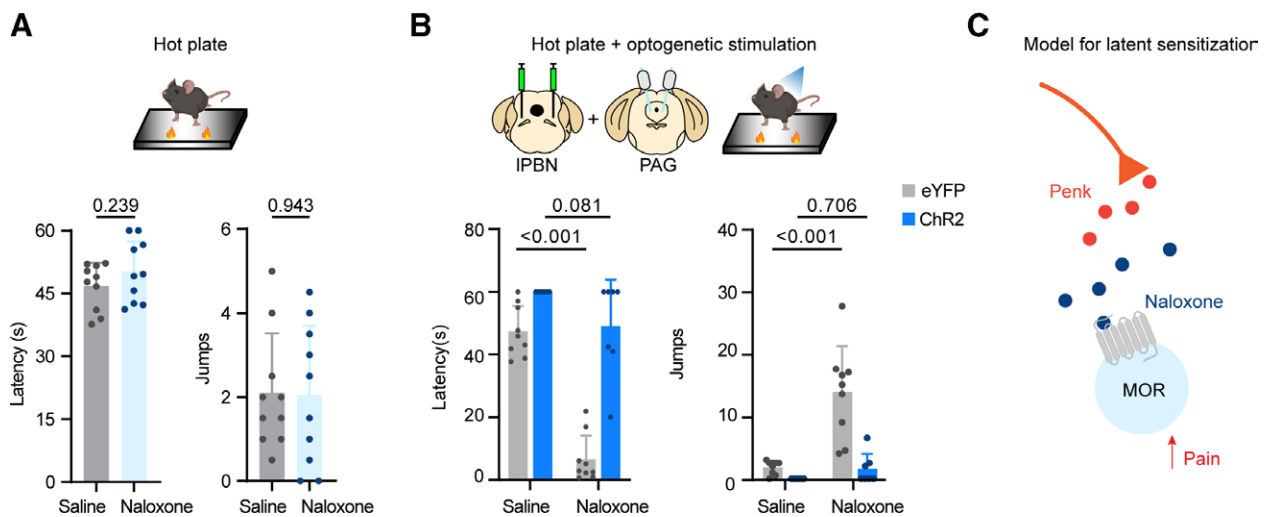 A
Hot plate
0.239
60
45
30
15
0
Latency (s)
Saline
Naloxone
0.943
6
4
2
0
Jumps
Saline
Naloxone
B
Hot plate + optogenetic stimulation
+
lPBN
PAG
eYFP
ChR2
0.081
<0.001
80
60
40
20
0
Latency(s)
Saline
Naloxone
0.706
<0.001
40
30
20
10
0
Jumps
Saline
Naloxone
C
Model for latent sensitization
Penk
Naloxone
MOR
Pain